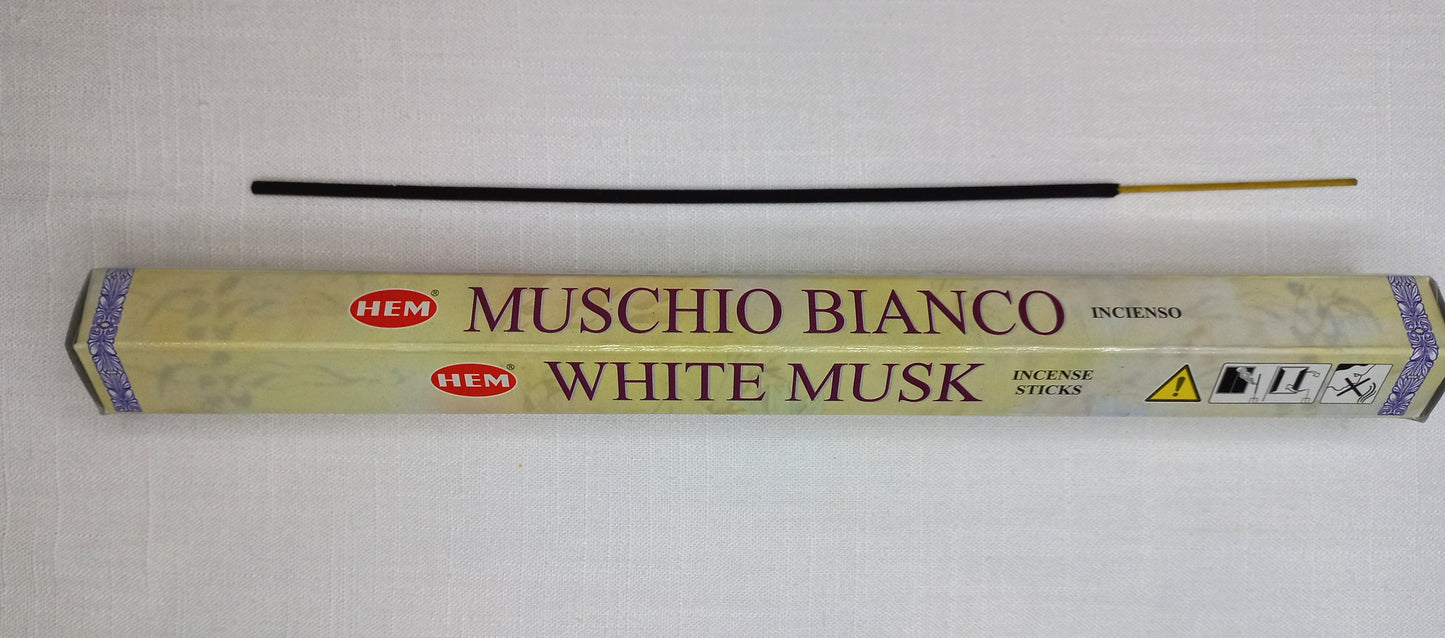 HEM® MUSCHIO BIANCO INCIENSO
HEM® WHITE MUSK INCENSE
STICKS